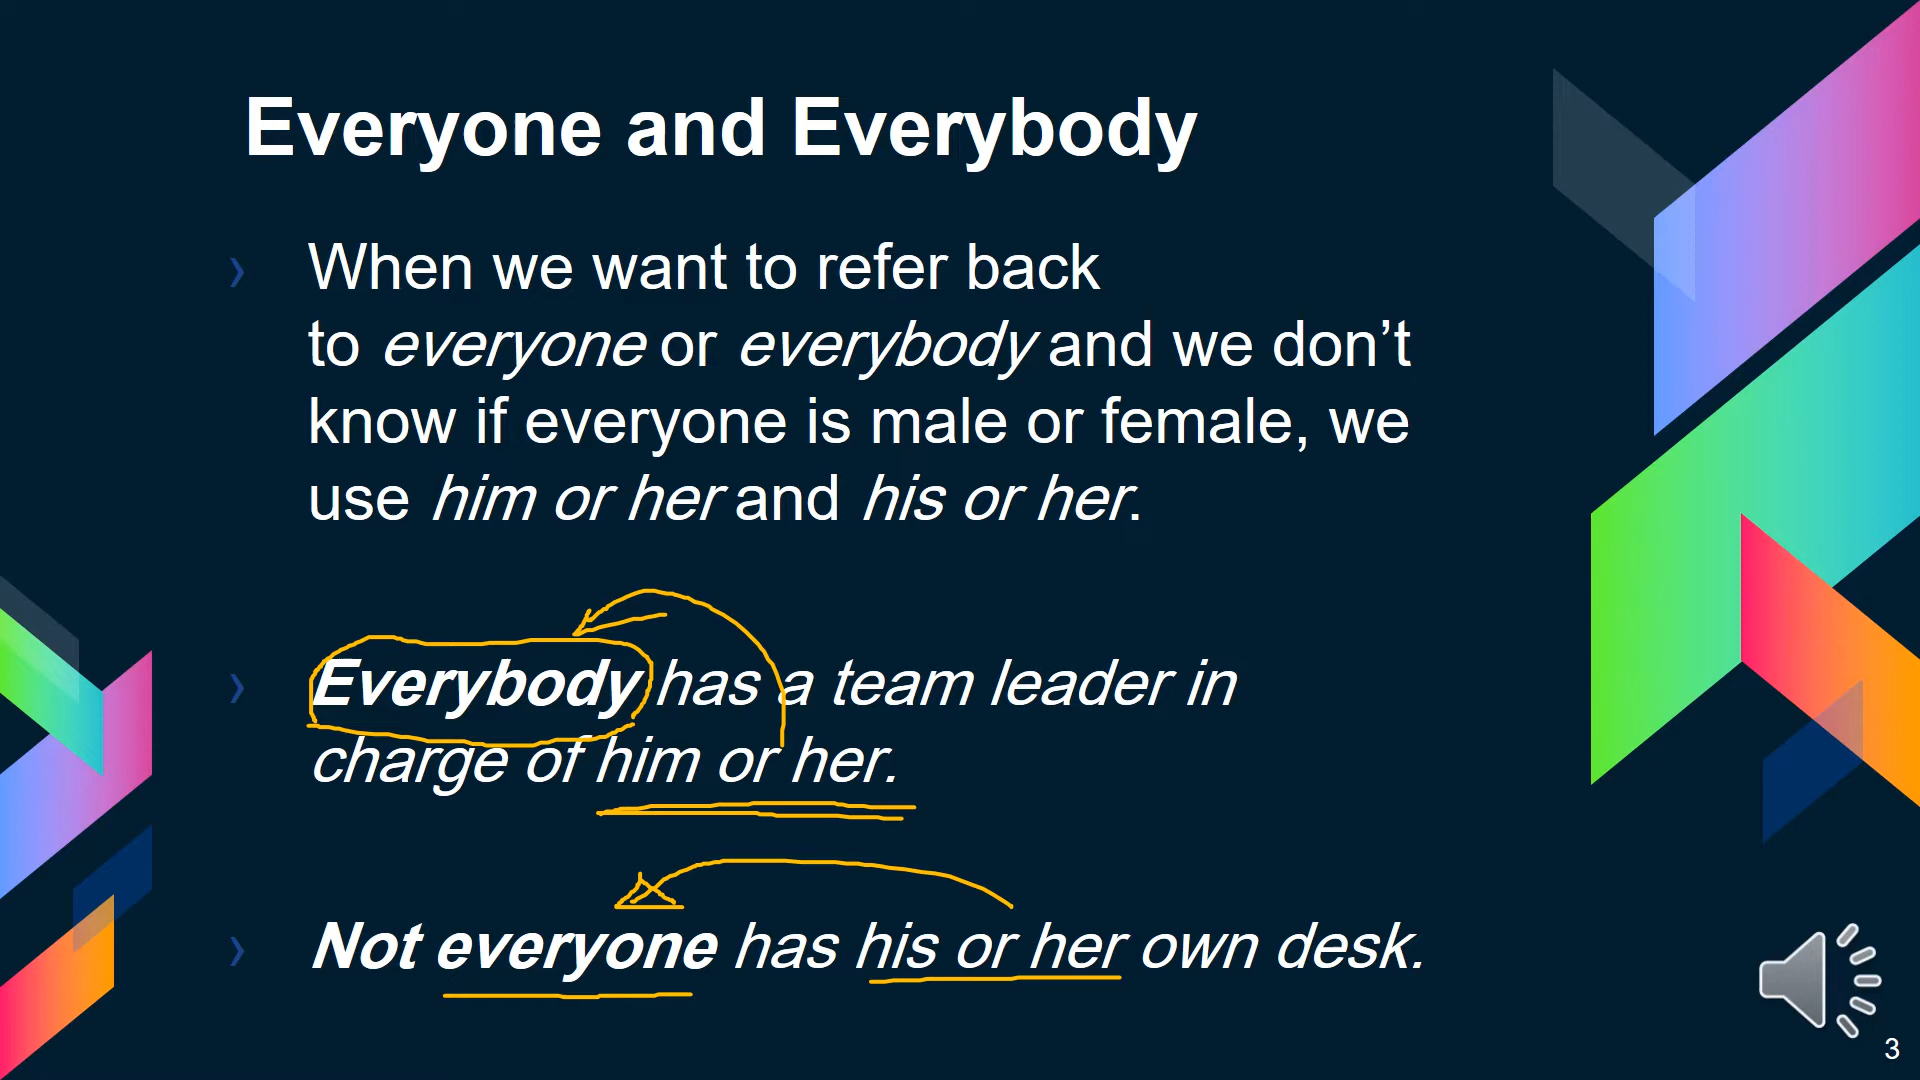 Everyone and Everybody
› When we want to refer back
to everyone or everybody and we don’t
know if everyone is male or female, we
use him or her and his or her.
› Everybody has a team leader in
charge of him or her.
› Not everyone has his or her own desk.
3